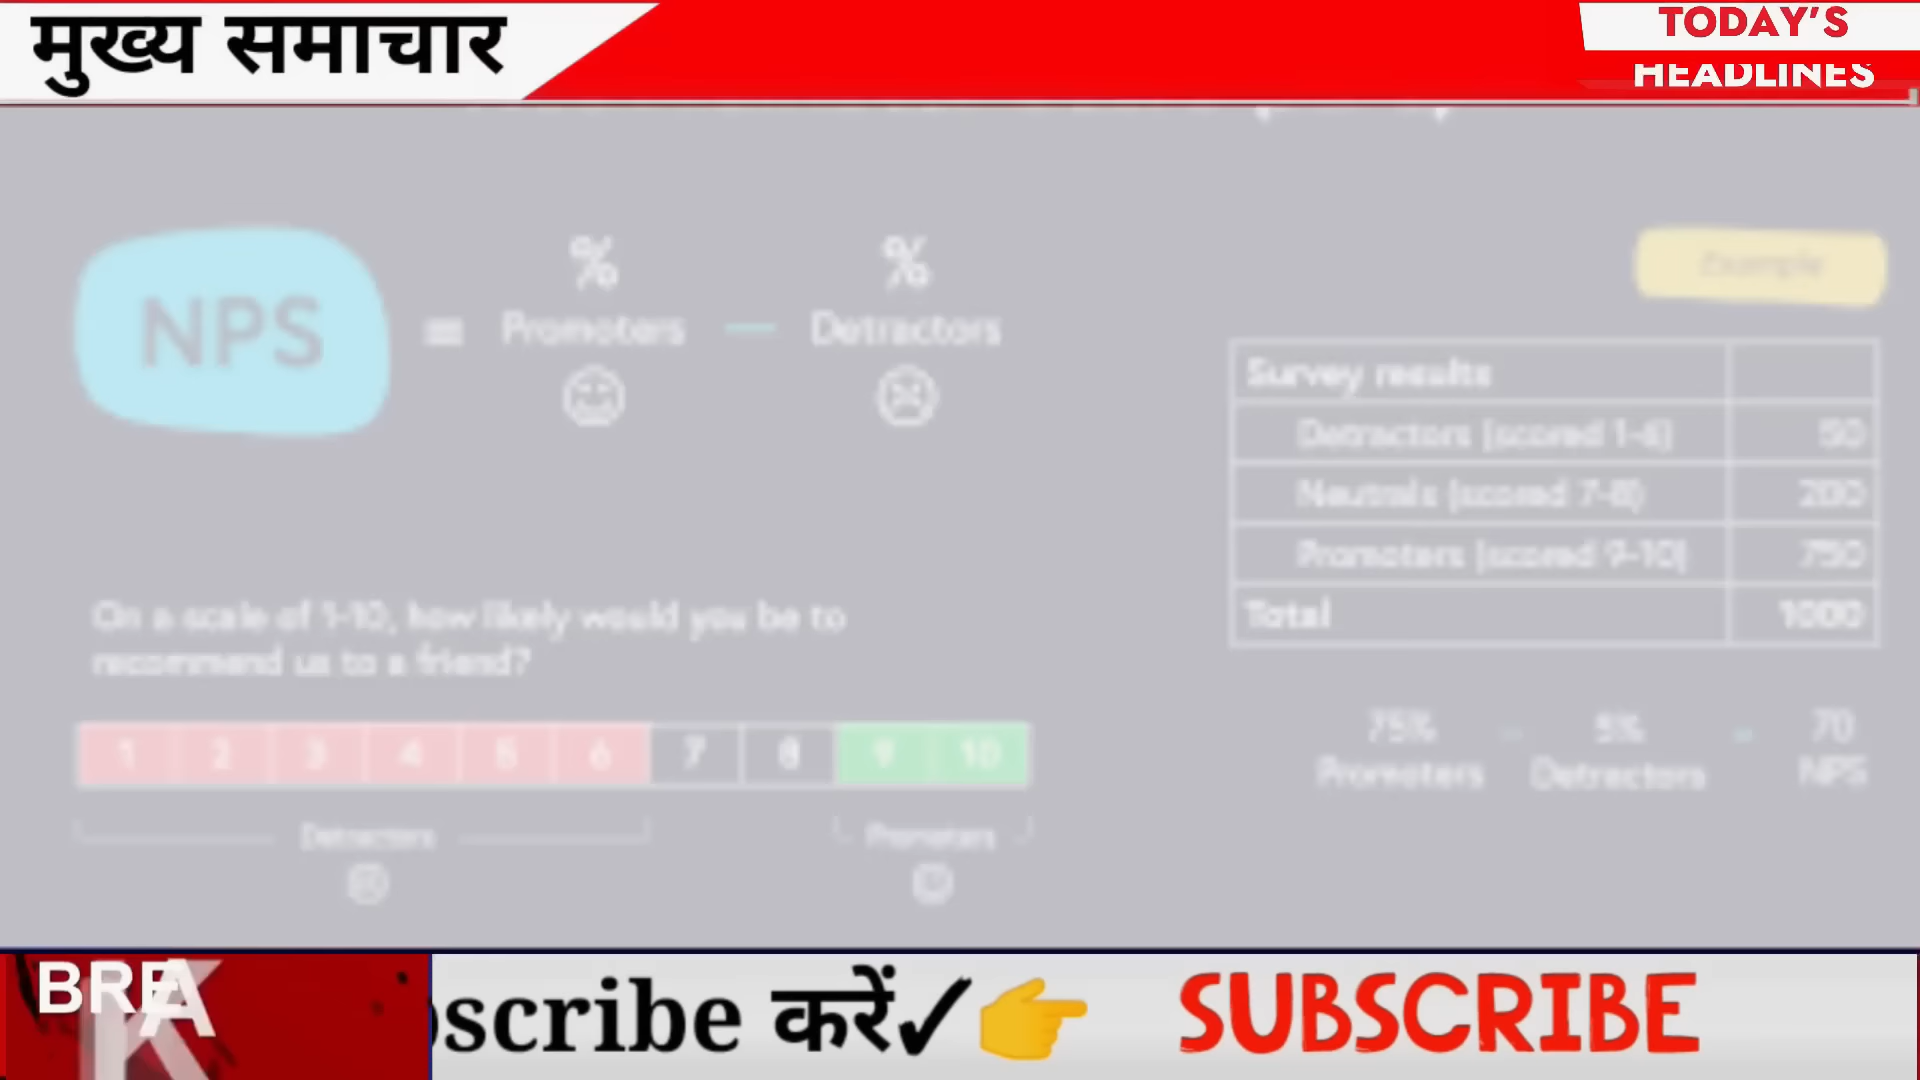 मुख्य समाचार
TODAY'S
HEADLINES
NPS
=
%
Promoters
—
%
Detractors
Example
Survey results
Detractors (scored 1-6) 50
Neutrals (scored 7-8) 200
Promoters (scored 9-10) 750
Total 1000
On a scale of 1-10, how likely would you be to
recommend us to a friend?
1 2 3 4 5 6 7 8 9 10
Detractors
Promoters
75% - 5% = 70
Promoters Detractors NPS
BREAK
scribe करें✓👉 SUBSCRIBE